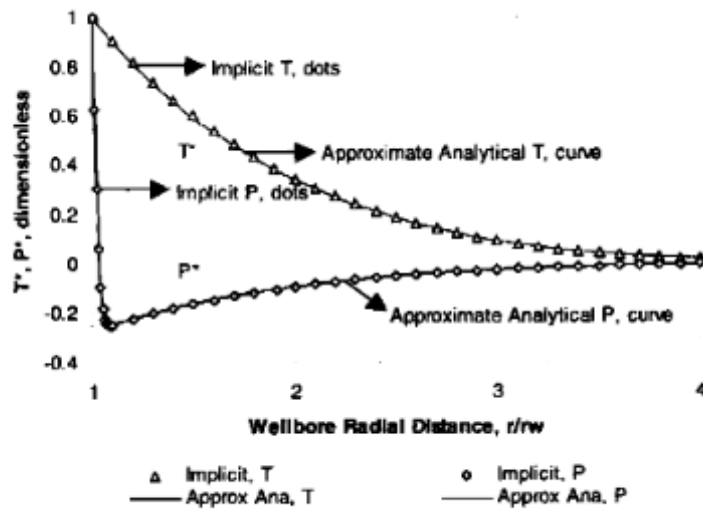 1
0.8
0.6
0.4
0.2
0
-0.2
-0.4
T*, P*, dimensionless
Implicit T, dots
T*
Approximate Analytical T, curve
Implicit P, dots
P*
Approximate Analytical P, curve
1 2 3 4
Wellbore Radial Distance, r/rw
Implicit, T Implicit, P
Approx Ana, T Approx Ana, P